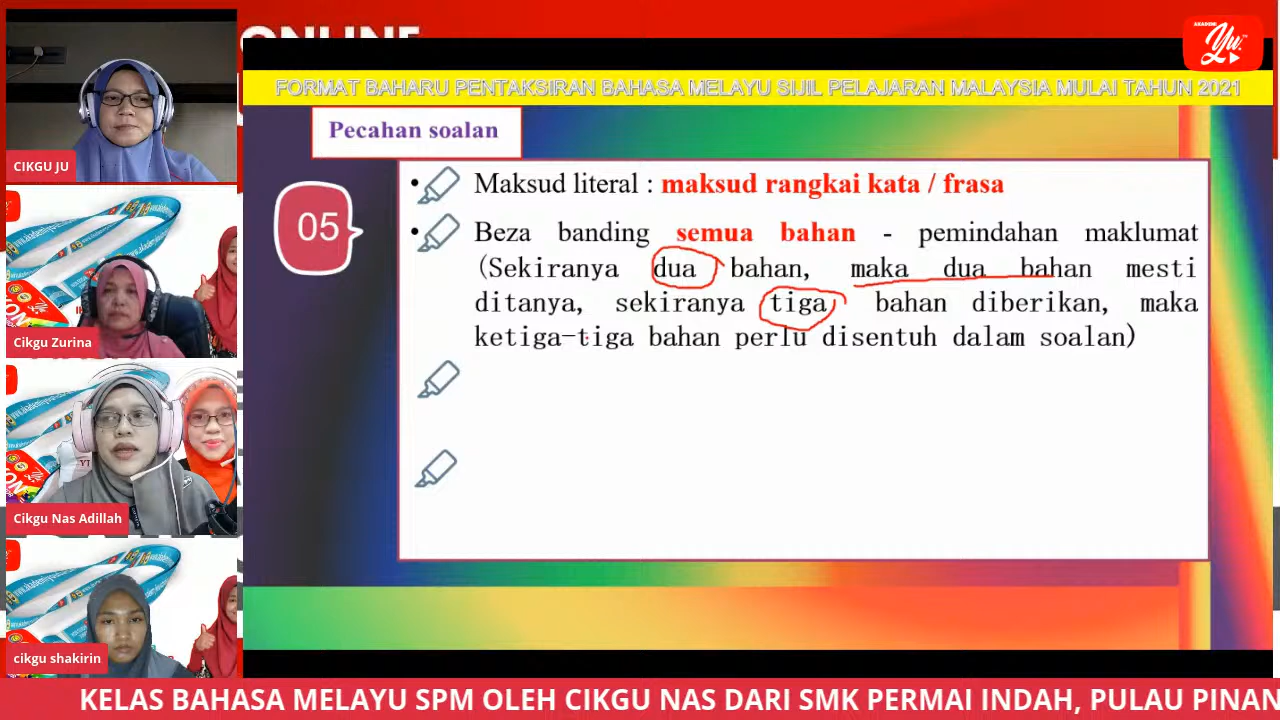 ONLINE
AKADEMI
Yu.
FORMAT BAHARU PENTAKSIRAN BAHASA MELAYU SIJIL PELAJARAN MALAYSIA MULAI TAHUN 2021
Pecahan soalan
05
• Maksud literal : maksud rangkai kata / frasa
• Beza banding semua bahan - pemindahan maklumat
(Sekiranya dua bahan, maka dua bahan mesti
ditanya, sekiranya tiga bahan diberikan, maka
ketiga-tiga bahan perlu disentuh dalam soalan)
CIKGU JU
Cikgu Zurina
Cikgu Nas Adillah
cikgu shakirin
KELAS BAHASA MELAYU SPM OLEH CIKGU NAS DARI SMK PERMAI INDAH, PULAU PINAN